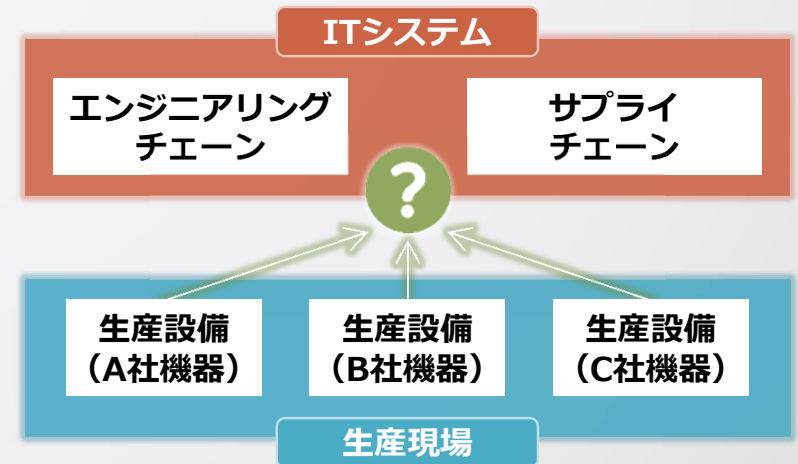 ITシステム
エンジニアリング
チェーン
サプライ
チェーン
?
生産設備
（A社機器）
生産設備
（B社機器）
生産設備
（C社機器）
生産現場